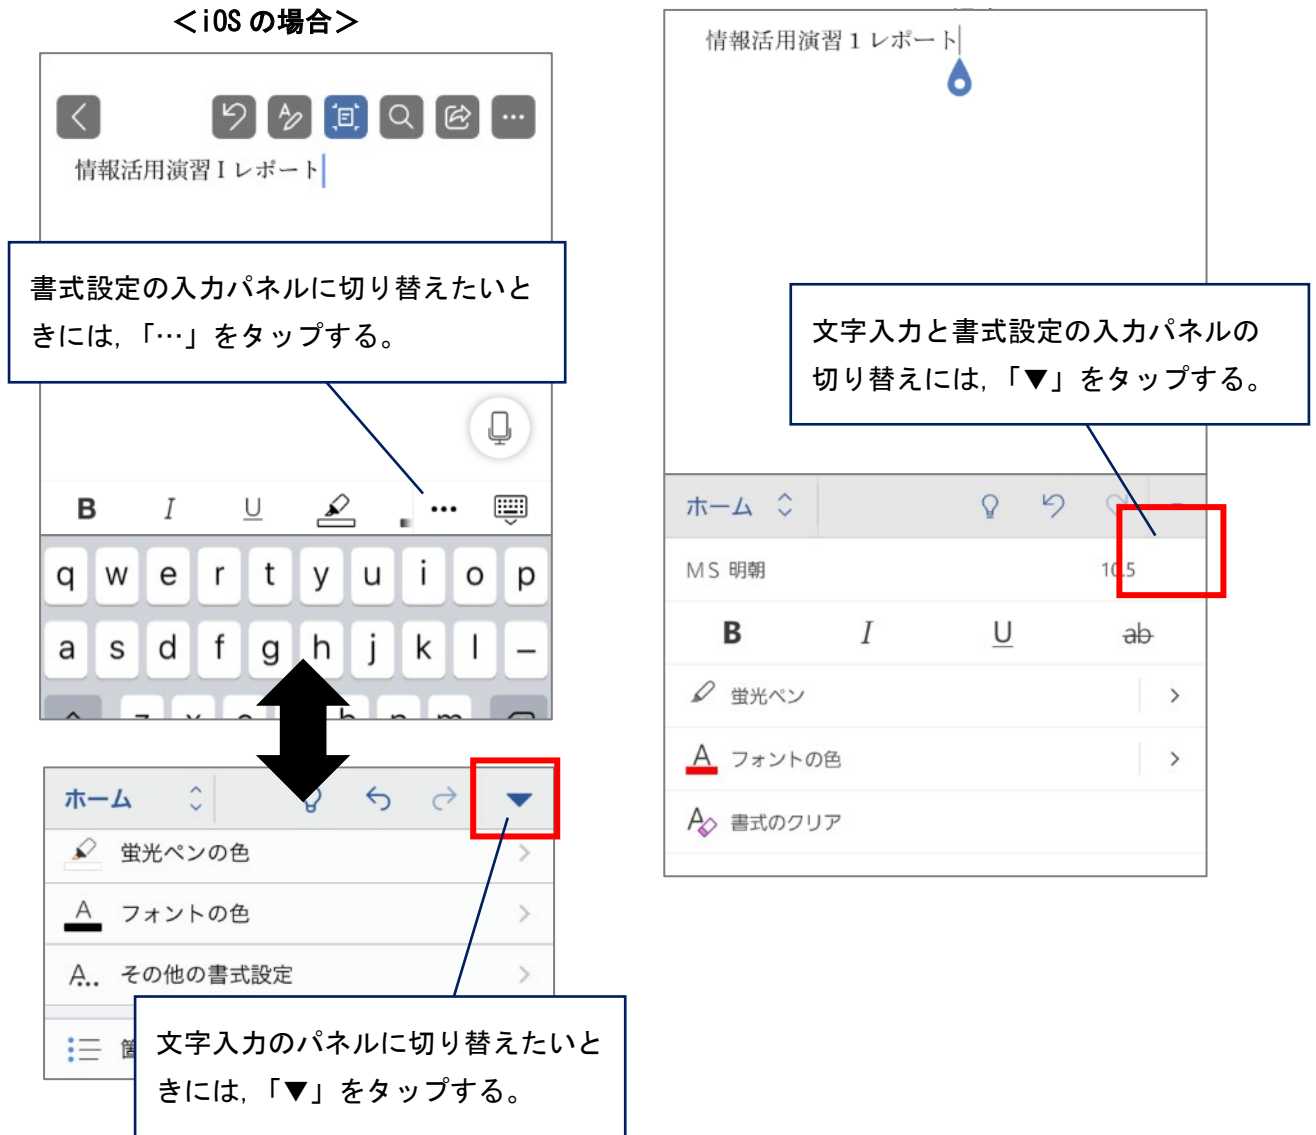 ＜iOS の場合＞
情報活用演習 I レポート
書式設定の入力パネルに切り替えたいと
きには,「…」をタップする。
B I U
q w e r t y u i o p
a s d f g h j k l –
ホーム
蛍光ペンの色
フォントの色
その他の書式設定
文字入力のパネルに切り替えたいと
きには,「▼」をタップする。
情報活用演習 1 レポート
文字入力と書式設定の入力パネルの
切り替えには,「▼」をタップする。
ホーム
MS 明朝 10.5
B I U ab
蛍光ペン
フォントの色
書式のクリア